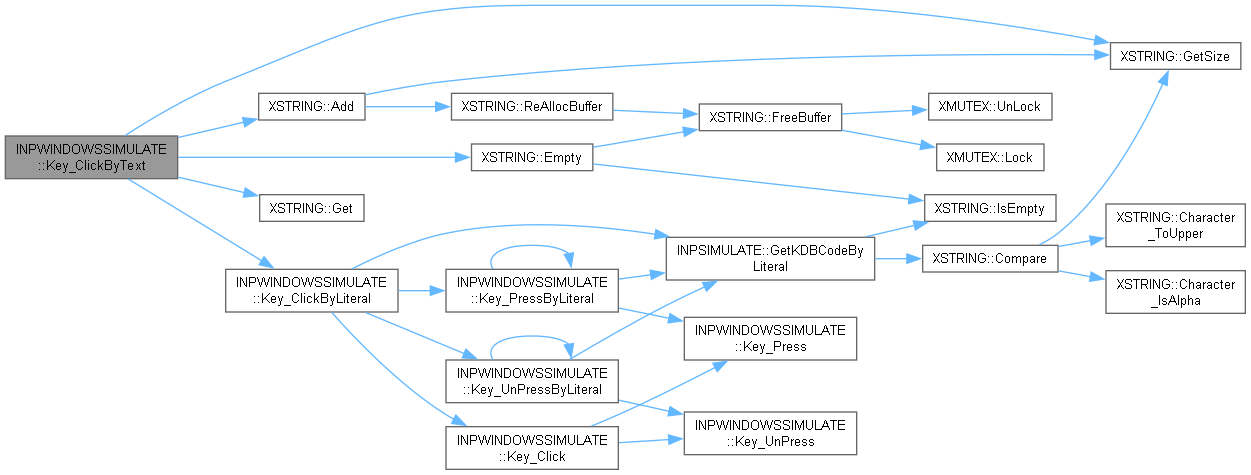 INPWINDOWSSIMULATE
::Key_ClickByText
XSTRING::Add
XSTRING::Empty
XSTRING::Get
INPWINDOWSSIMULATE
::Key_ClickByLiteral
XSTRING::ReAllocBuffer
INPWINDOWSSIMULATE
::Key_PressByLiteral
INPWINDOWSSIMULATE
::Key_UnPressByLiteral
INPWINDOWSSIMULATE
::Key_Click
XSTRING::FreeBuffer
INPSIMULATE::GetKDBCodeBy
Literal
INPWINDOWSSIMULATE
::Key_Press
INPWINDOWSSIMULATE
::Key_UnPress
XMUTEX::UnLock
XMUTEX::Lock
XSTRING::IsEmpty
XSTRING::Compare
XSTRING::GetSize
XSTRING::Character
_ToUpper
XSTRING::Character
_IsAlpha